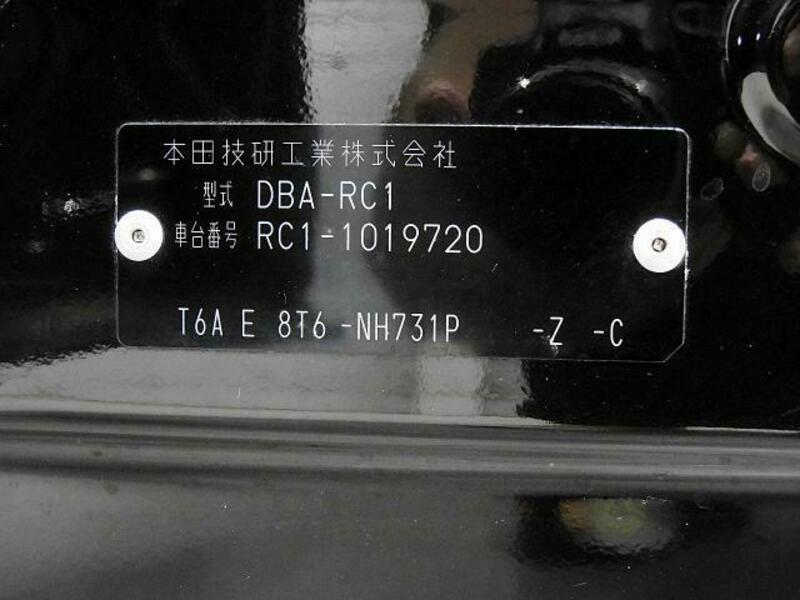 本田技研工業株式会社
型式 DBA-RC1
車台番号 RC1-1019720
T6A E 8T6 -NH731P -Z -C